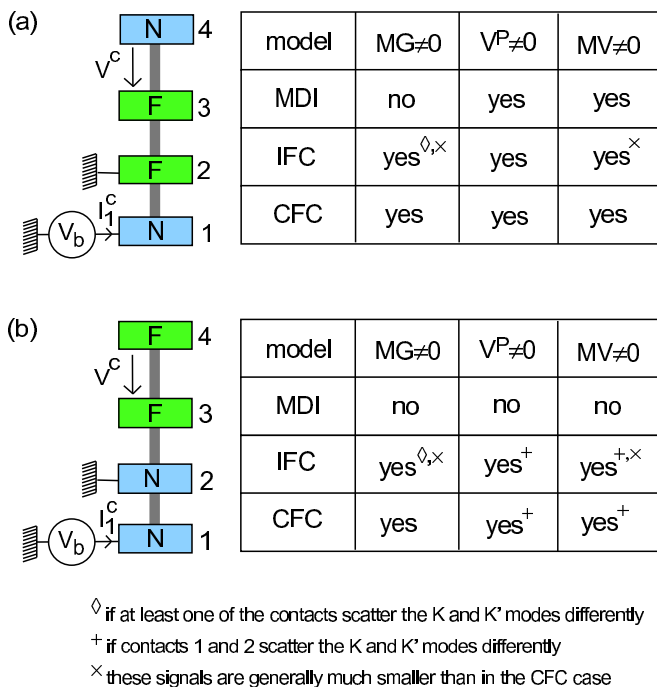 (a)
N 4
V^c
F 3
F 2
I_1^c
V_b
N 1
model MG≠0 V^P≠0 MV≠0
MDI no yes yes
IFC yes^◊,× yes yes^×
CFC yes yes yes
(b)
F 4
V^c
F 3
N 2
I_1^c
V_b
N 1
model MG≠0 V^P≠0 MV≠0
MDI no no no
IFC yes^◊,× yes^+ yes^+,×
CFC yes yes^+ yes^+
◊ if at least one of the contacts scatter the K and K' modes differently
+ if contacts 1 and 2 scatter the K and K' modes differently
× these signals are generally much smaller than in the CFC case